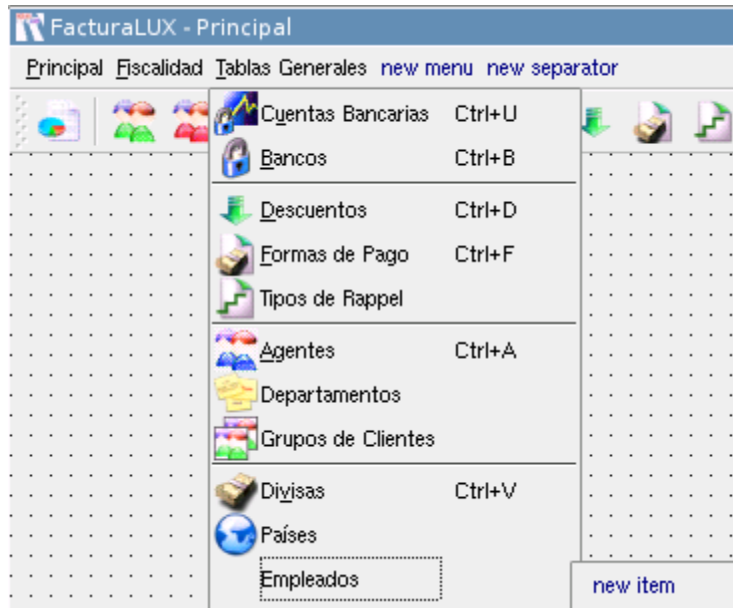 FacturaLUX - Principal
Principal Fiscalidad Tablas Generales new menu new separator
Cuentas Bancarias Ctrl+U
Bancos Ctrl+B
Descuentos Ctrl+D
Formas de Pago Ctrl+F
Tipos de Rappel
Agentes Ctrl+A
Departamentos
Grupos de Clientes
Divisas Ctrl+V
Países
Empleados
new item